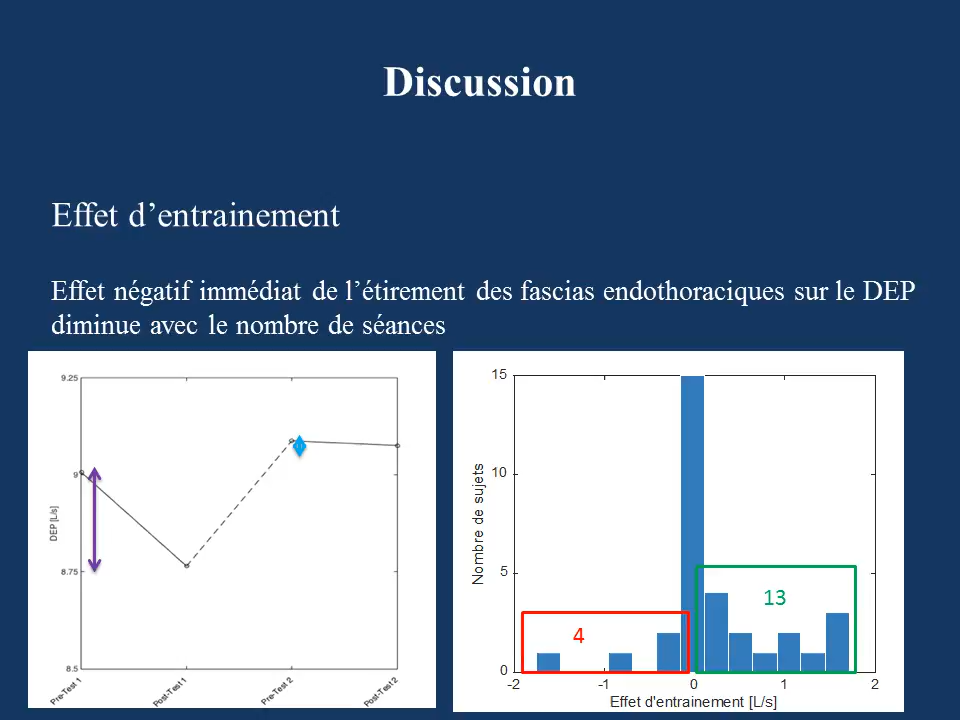 Discussion
Effet d’entrainement
Effet négatif immédiat de l’étirement des fascias endothoraciques sur le DEP
diminue avec le nombre de séances
9.25
9
8.75
8.5
DEP [L/s]
Pre-Test 1
Post-Test 1
Pre-Test 2
Post-Test 2
15
10
5
0
Nombre de sujets
4
13
-2
-1
0
1
2
Effet d'entrainement [L/s]